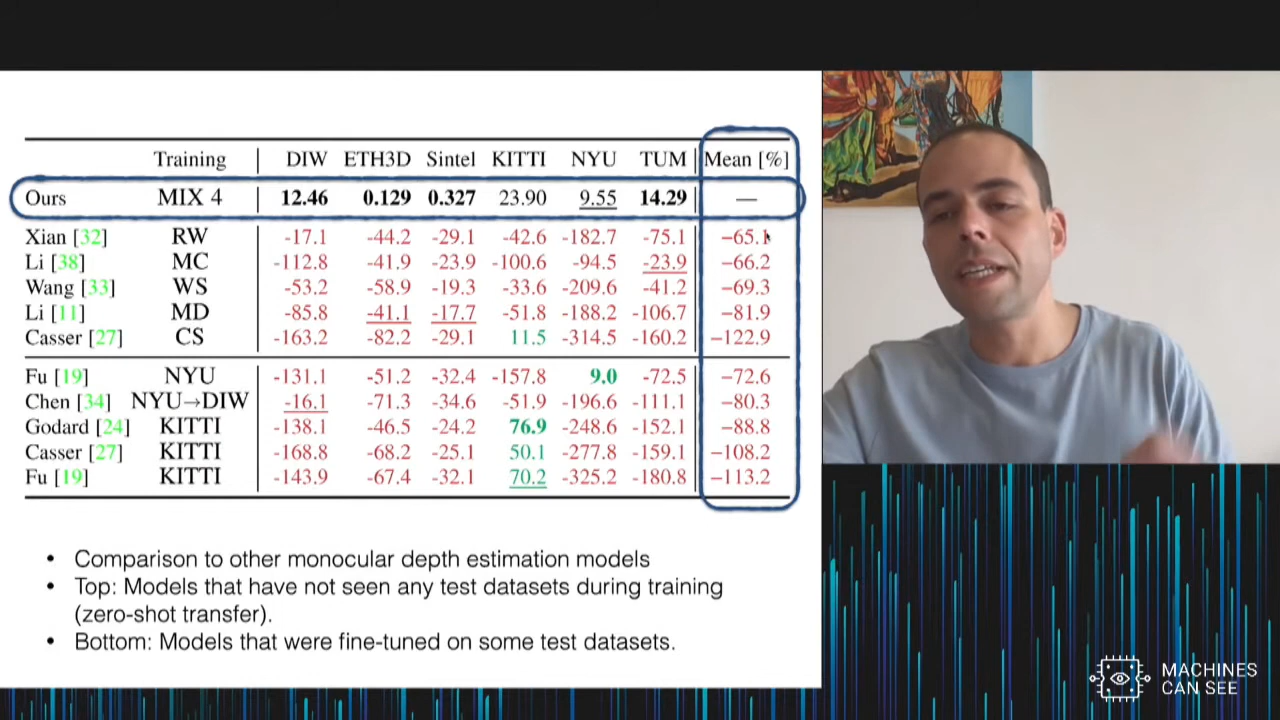 Training | DIW ETH3D Sintel KITTI NYU TUM Mean [%]
Ours MIX 4 12.46 0.129 0.327 23.90 9.55 14.29 —
Xian [32] RW -17.1 -44.2 -29.1 -42.6 -182.7 -75.1 −65.1
Li [38] MC -112.8 -41.9 -23.9 -100.6 -94.5 -23.9 −66.2
Wang [33] WS -53.2 -58.9 -19.3 -33.6 -209.6 -41.2 −69.3
Li [11] MD -85.8 -41.1 -17.7 -51.8 -188.2 -106.7 −81.9
Casser [27] CS -163.2 -82.2 -29.1 11.5 -314.5 -160.2 −122.9
Fu [19] NYU -131.1 -51.2 -32.4 -157.8 9.0 -72.5 −72.6
Chen [34] NYU→DIW -16.1 -71.3 -34.6 -51.9 -196.6 -111.1 −80.3
Godard [24] KITTI -138.1 -46.5 -24.2 76.9 -248.6 -152.1 −88.8
Casser [27] KITTI -168.8 -68.2 -25.1 50.1 -277.8 -159.1 −108.2
Fu [19] KITTI -143.9 -67.4 -32.1 70.2 -325.2 -180.8 −113.2
• Comparison to other monocular depth estimation models
• Top: Models that have not seen any test datasets during training
(zero-shot transfer).
• Bottom: Models that were fine-tuned on some test datasets.
MACHINES
CAN SEE